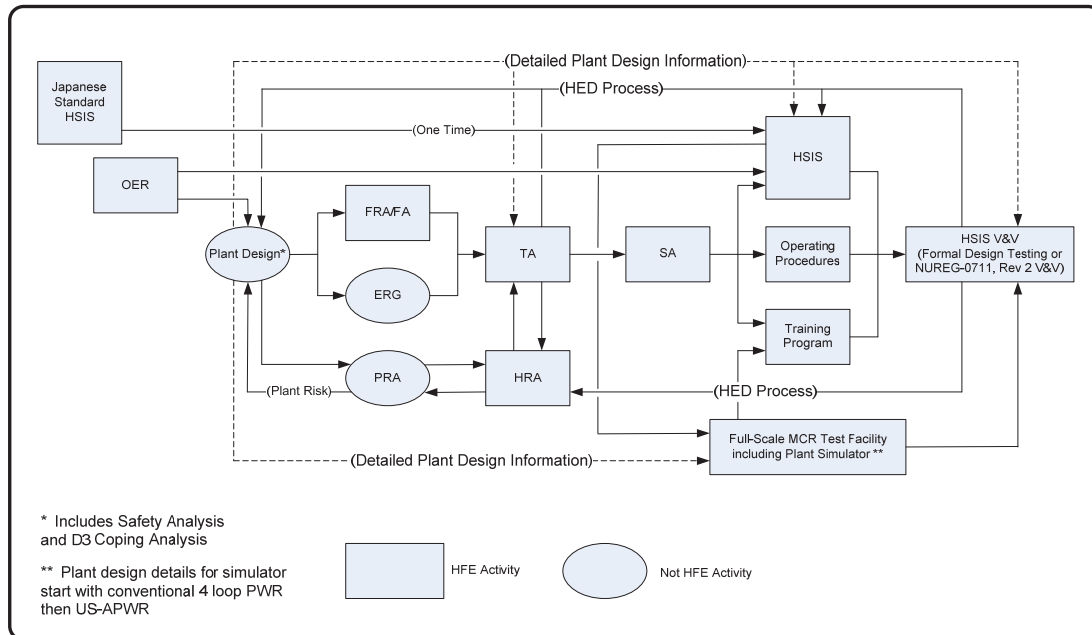 (Detailed Plant Design Information)
Japanese
Standard
HSIS
(HED Process)
(One Time)
HSIS
OER
FRA/FA
Plant Design*
TA
SA
Operating
Procedures
HSIS V&V
(Formal Design Testing or
NUREG-0711, Rev 2 V&V)
ERG
Training
Program
PRA
HRA
(Plant Risk)
(HED Process)
Full-Scale MCR Test Facility
including Plant Simulator **
(Detailed Plant Design Information)
* Includes Safety Analysis
and D3 Coping Analysis
** Plant design details for simulator
start with conventional 4 loop PWR
then US-APWR
HFE Activity
Not HFE Activity